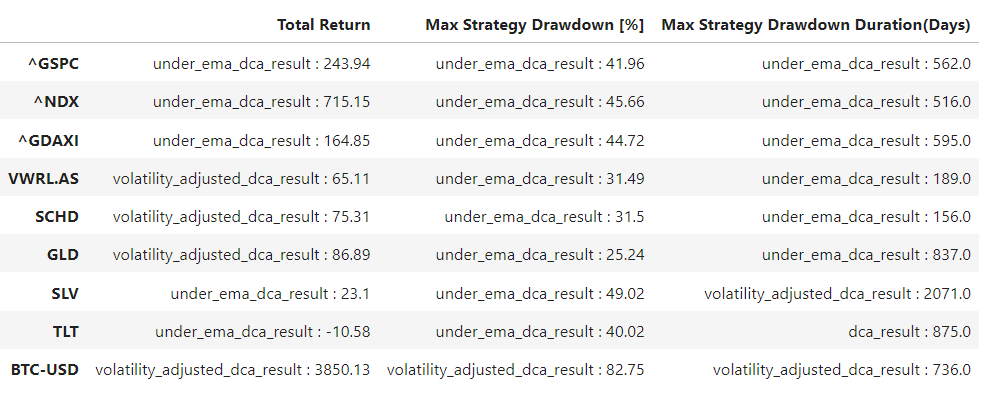 Total Return Max Strategy Drawdown [%] Max Strategy Drawdown Duration(Days)
^GSPC under_ema_dca_result : 243.94 under_ema_dca_result : 41.96 under_ema_dca_result : 562.0
^NDX under_ema_dca_result : 715.15 under_ema_dca_result : 45.66 under_ema_dca_result : 516.0
^GDAXI under_ema_dca_result : 164.85 under_ema_dca_result : 44.72 under_ema_dca_result : 595.0
VWRL.AS volatility_adjusted_dca_result : 65.11 under_ema_dca_result : 31.49 under_ema_dca_result : 189.0
SCHD volatility_adjusted_dca_result : 75.31 under_ema_dca_result : 31.5 under_ema_dca_result : 156.0
GLD volatility_adjusted_dca_result : 86.89 under_ema_dca_result : 25.24 under_ema_dca_result : 837.0
SLV under_ema_dca_result : 23.1 under_ema_dca_result : 49.02 volatility_adjusted_dca_result : 2071.0
TLT under_ema_dca_result : -10.58 under_ema_dca_result : 40.02 dca_result : 875.0
BTC-USD volatility_adjusted_dca_result : 3850.13 volatility_adjusted_dca_result : 82.75 volatility_adjusted_dca_result : 736.0